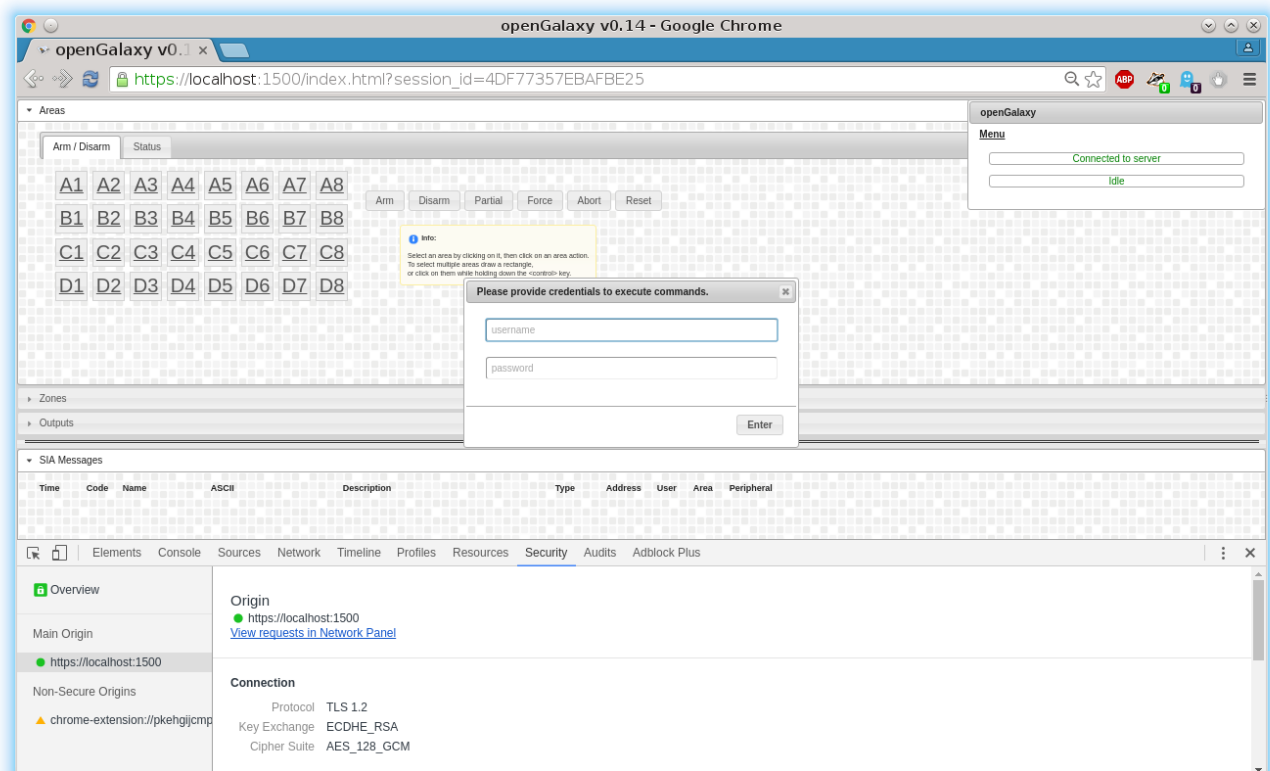 openGalaxy v0.14 - Google Chrome
openGalaxy v0.1
https://localhost:1500/index.html?session_id=4DF77357EBAFBE25
ABP
0
0
Areas
openGalaxy
Menu
Connected to server
Idle
Arm / Disarm Status
A1 A2 A3 A4 A5 A6 A7 A8
B1 B2 B3 B4 B5 B6 B7 B8
C1 C2 C3 C4 C5 C6 C7 C8
D1 D2 D3 D4 D5 D6 D7 D8
Arm Disarm Partial Force Abort Reset
Info:
Select an area by clicking on it, then click on an area action.
To select multiple areas draw a rectangle,
or click on them while holding down the <control> key.
Please provide credentials to execute commands.
username
password
Enter
Zones
Outputs
SIA Messages
Time Code Name ASCII Description Type Address User Area Peripheral
Elements Console Sources Network Timeline Profiles Resources Security Audits Adblock Plus
Overview
Main Origin
https://localhost:1500
Non-Secure Origins
chrome-extension://pkehgijcmp
Origin
https://localhost:1500
View requests in Network Panel
Connection
Protocol TLS 1.2
Key Exchange ECDHE_RSA
Cipher Suite AES_128_GCM